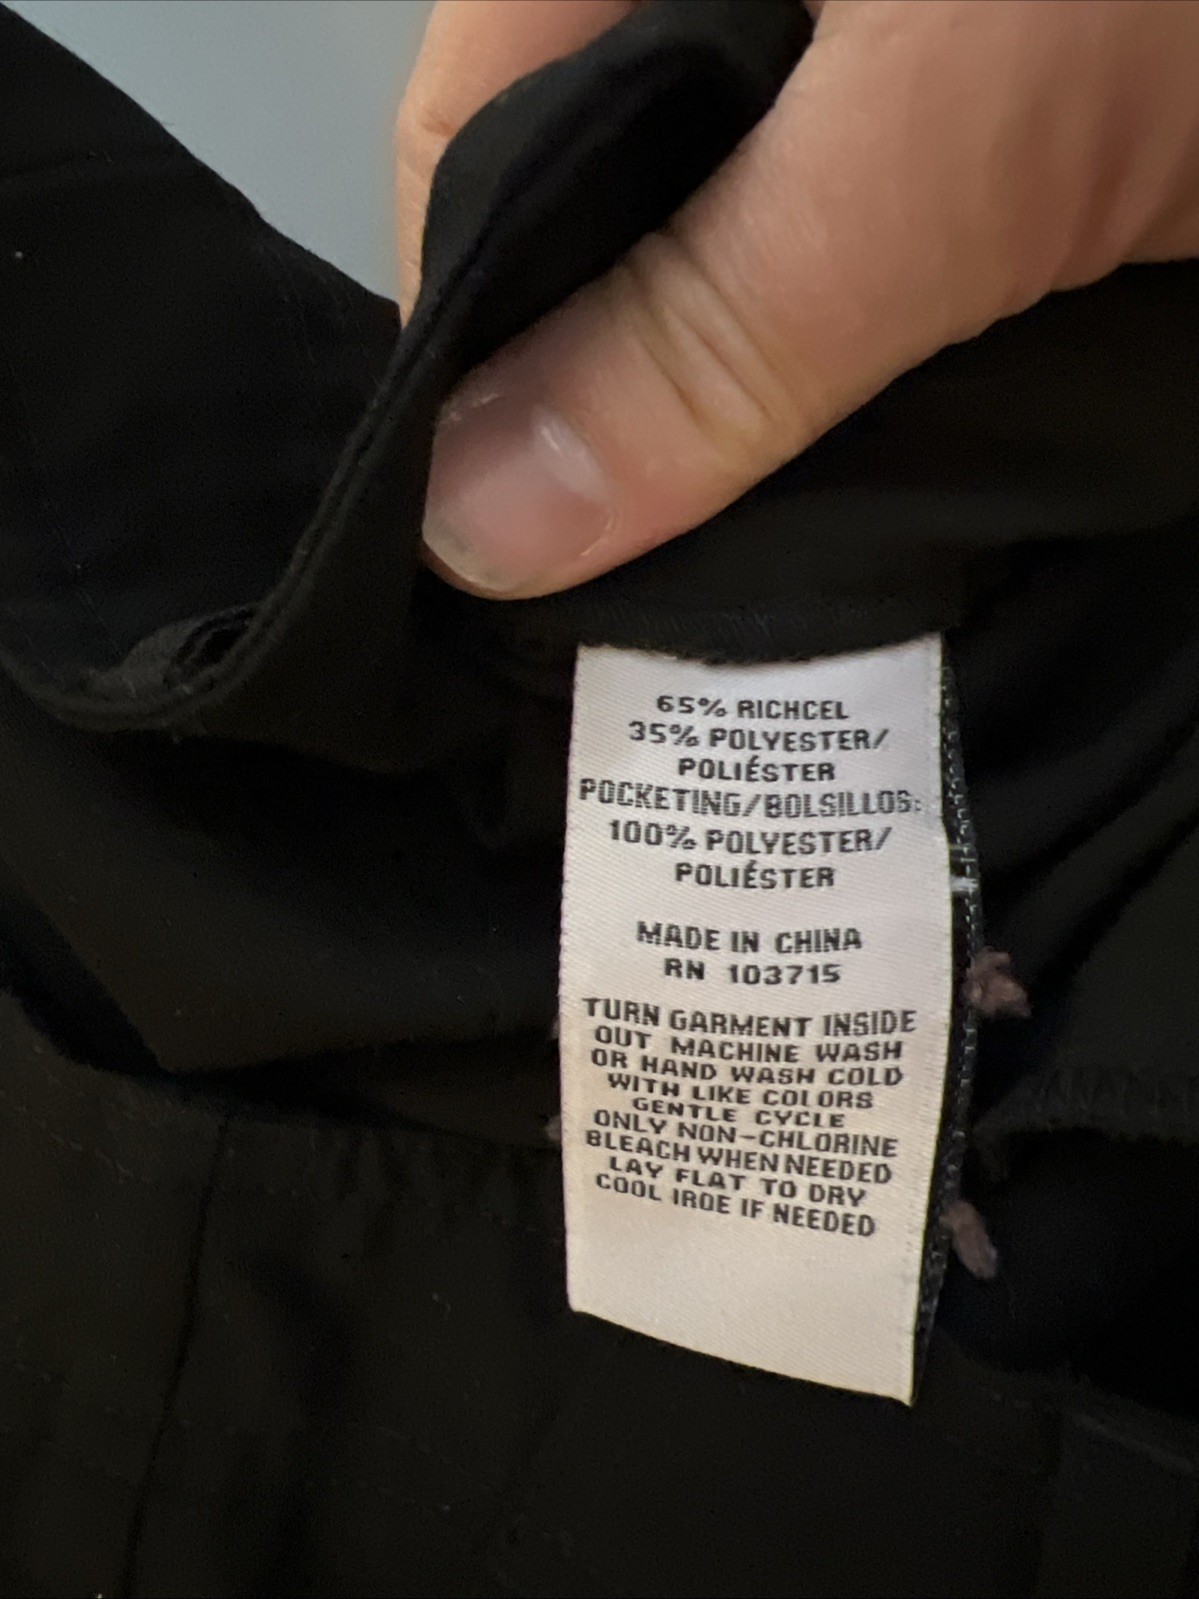 65% RICHCEL
35% POLYESTER/
POLIÉSTER
POCKETING/BOLSILLOS:
100% POLYESTER/
POLIÉSTER
MADE IN CHINA
RN 103715
TURN GARMENT INSIDE
OUT MACHINE WASH
OR HAND WASH COLD
WITH LIKE COLORS
GENTLE CYCLE
ONLY NON-CHLORINE
BLEACH WHEN NEEDED
LAY FLAT TO DRY
COOL IROE IF NEEDED